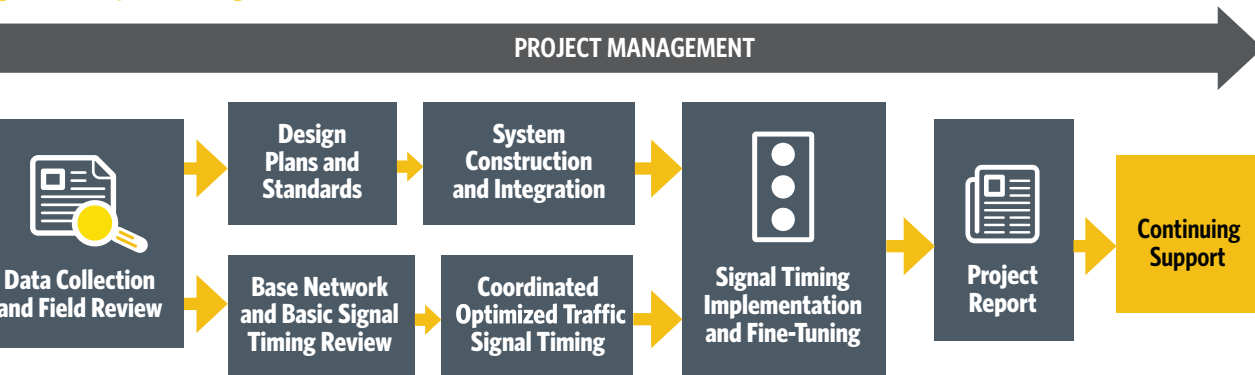 PROJECT MANAGEMENT
Data Collection
and Field Review
Design
Plans and
Standards
System
Construction
and Integration
Base Network
and Basic Signal
Timing Review
Coordinated
Optimized Traffic
Signal Timing
Signal Timing
Implementation
and Fine-Tuning
Project
Report
Continuing
Support